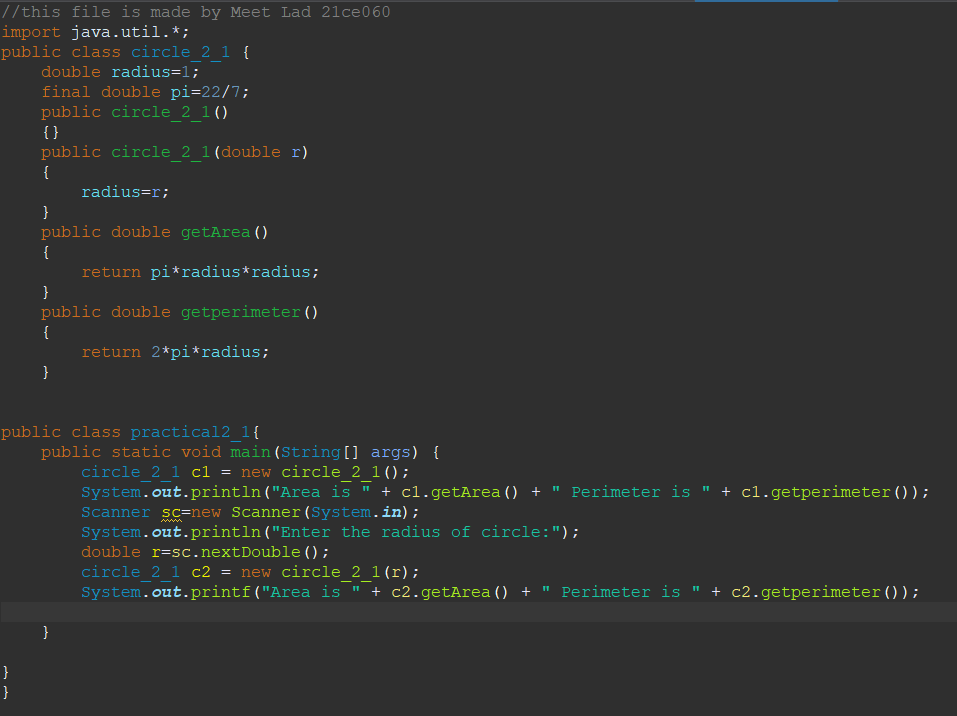 //this file is made by Meet Lad 21ce060
import java.util.*;
public class circle_2_1 {
    double radius=1;
    final double pi=22/7;
    public circle_2_1()
    {}
    public circle_2_1(double r)
    {
        radius=r;
    }
    public double getArea()
    {
        return pi*radius*radius;
    }
    public double getperimeter()
    {
        return 2*pi*radius;
    }
public class practical2_1{
    public static void main(String[] args) {
        circle_2_1 c1 = new circle_2_1();
        System.out.println("Area is " + c1.getArea() + " Perimeter is " + c1.getperimeter());
        Scanner sc=new Scanner(System.in);
        System.out.println("Enter the radius of circle:");
        double r=sc.nextDouble();
        circle_2_1 c2 = new circle_2_1(r);
        System.out.printf("Area is " + c2.getArea() + " Perimeter is " + c2.getperimeter());
    }
}
}